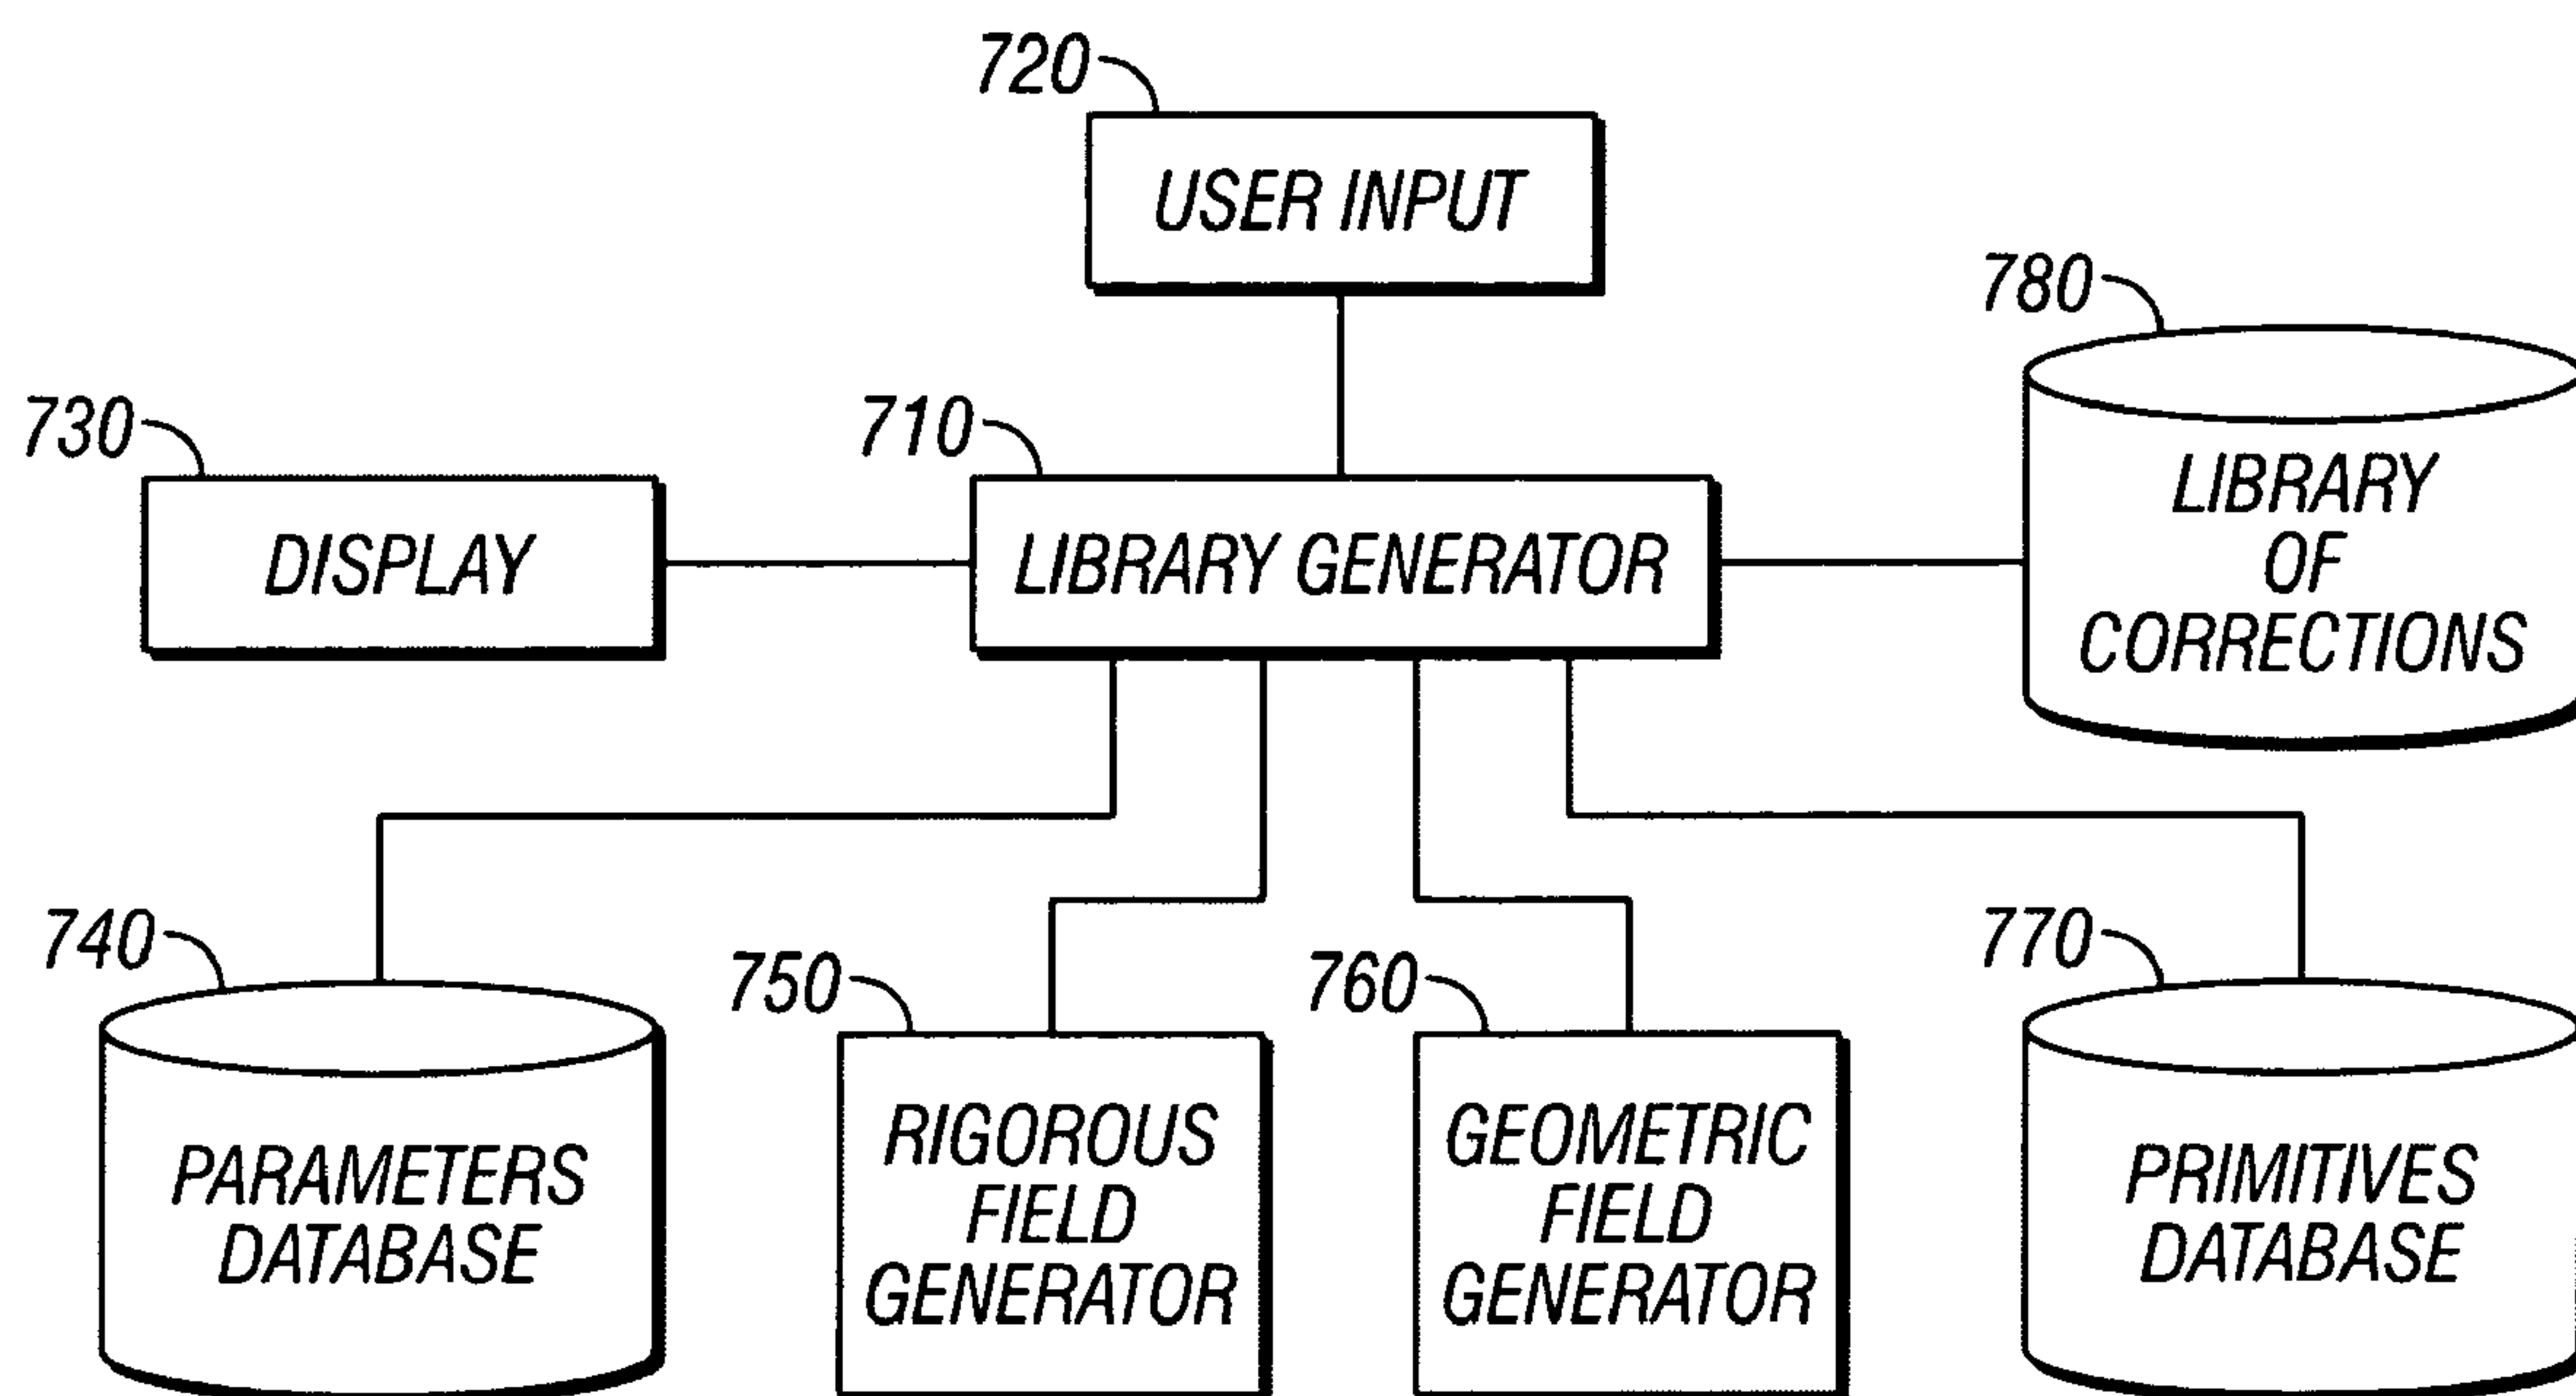 720
USER INPUT
780
730
710
DISPLAY
LIBRARY GENERATOR
LIBRARY
OF
CORRECTIONS
740
750
760
770
PARAMETERS
DATABASE
RIGOROUS
FIELD
GENERATOR
GEOMETRIC
FIELD
GENERATOR
PRIMITIVES
DATABASE